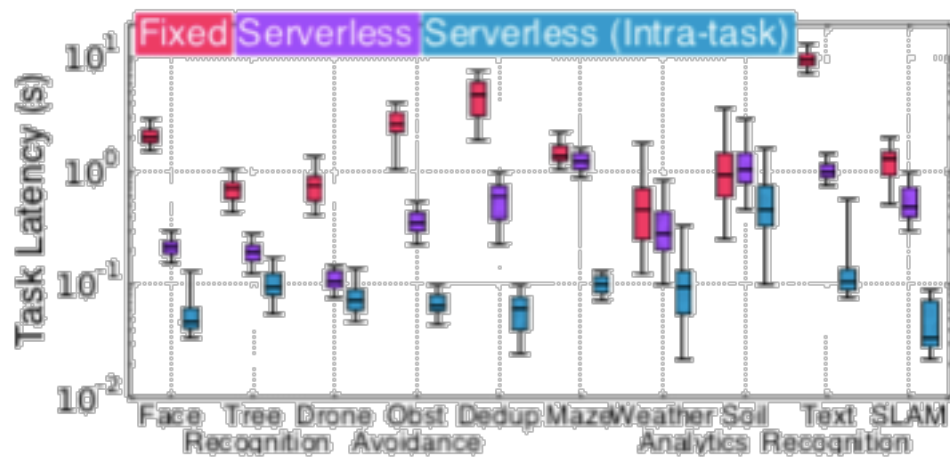 Fixed Serverless Serverless (Intra-task)
Task Latency (s)
10^1
10^0
10^-1
10^-2
Face Tree Drone Obst Dedup Maze Weather Soil Text SLAM
Recognition Avoidance Analytics Recognition